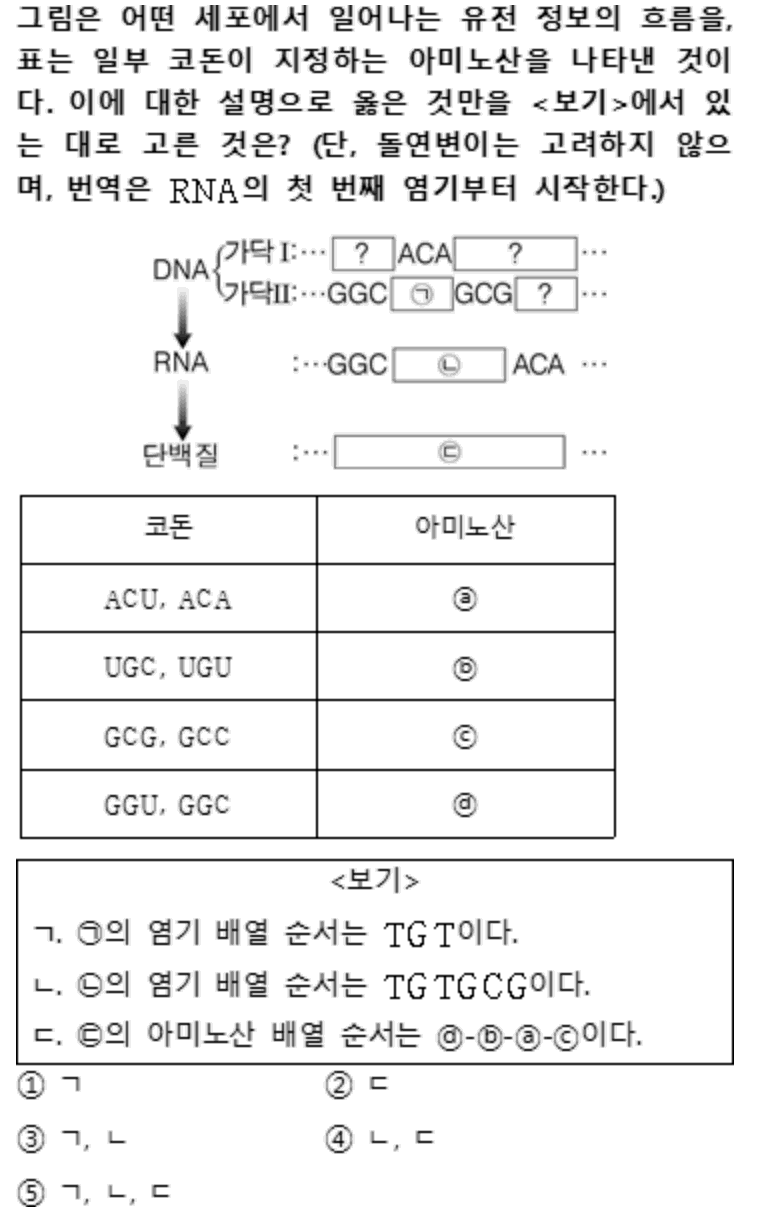 그림은 어떤 세포에서 일어나는 유전 정보의 흐름을,
표는 일부 코돈이 지정하는 아미노산을 나타낸 것이
다. 이에 대한 설명으로 옳은 것만을 <보기>에서 있
는 대로 고른 것은? (단, 돌연변이는 고려하지 않으
며, 번역은 RNA의 첫 번째 염기부터 시작한다.)
DNA 가닥 I:… ? ACA ? …
가닥II:…GGC ㉠ GCG ? …
RNA :…GGC ㉡ ACA …
단백질 :… ㉢ …
코돈 아미노산
ACU, ACA ⓐ
UGC, UGU ⓑ
GCG, GCC ⓒ
GGU, GGC ⓓ
<보기>
ㄱ. ㉠의 염기 배열 순서는 TGT이다.
ㄴ. ㉡의 염기 배열 순서는 TGTGCG이다.
ㄷ. ㉢의 아미노산 배열 순서는 ⓓ-ⓑ-ⓐ-ⓒ이다.
① ㄱ ② ㄷ
③ ㄱ, ㄴ ④ ㄴ, ㄷ
⑤ ㄱ, ㄴ, ㄷ